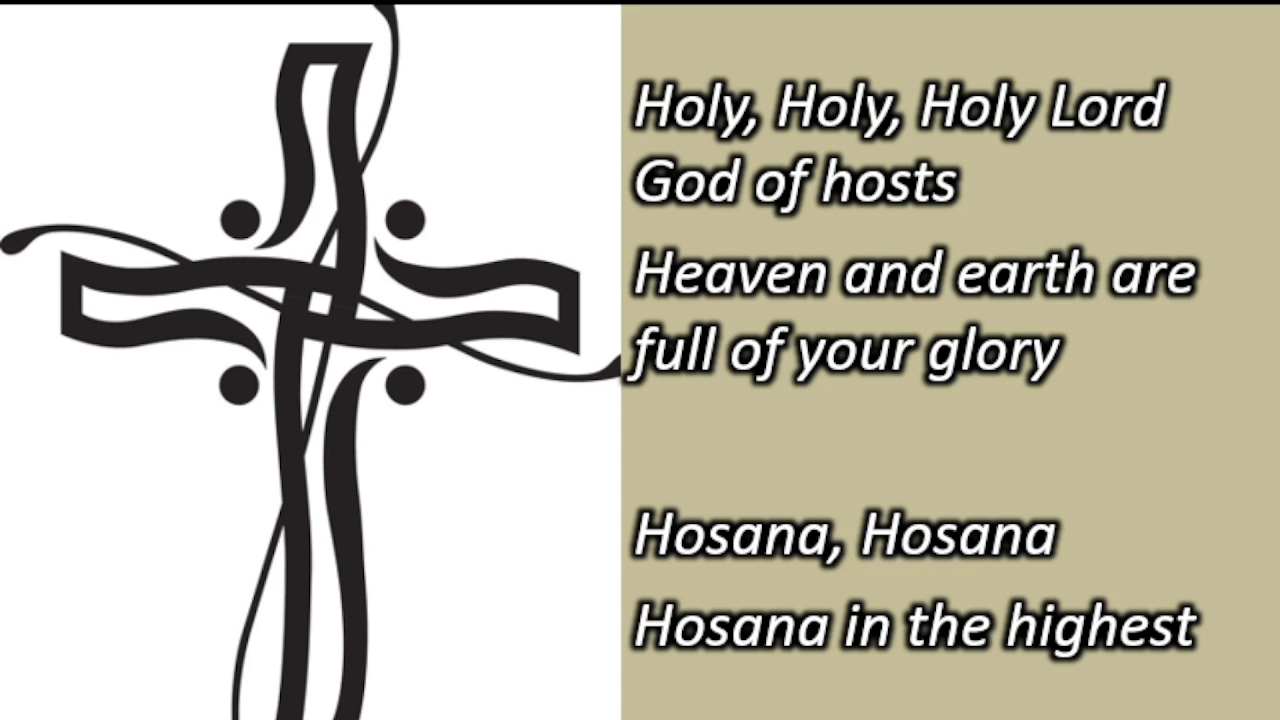 Holy, Holy, Holy Lord
God of hosts
Heaven and earth are
full of your glory
Hosana, Hosana
Hosana in the highest